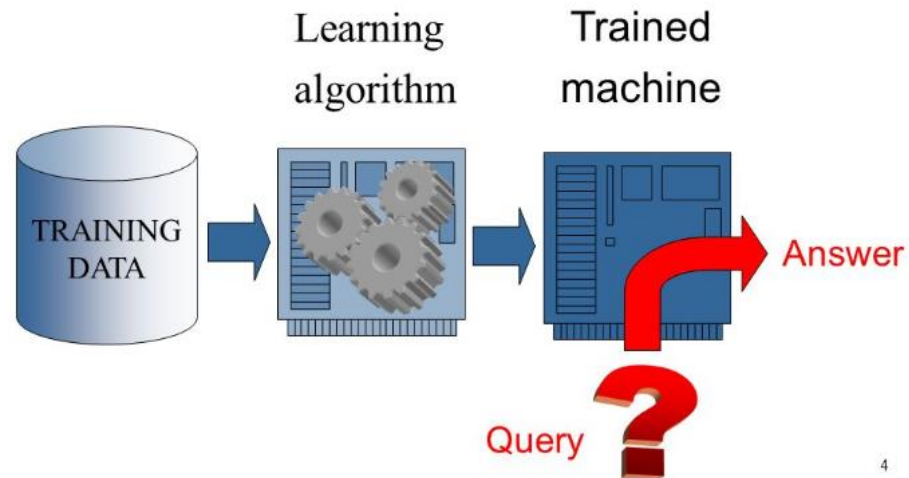 Learning
algorithm
Trained
machine
TRAINING
DATA
Answer
Query
4